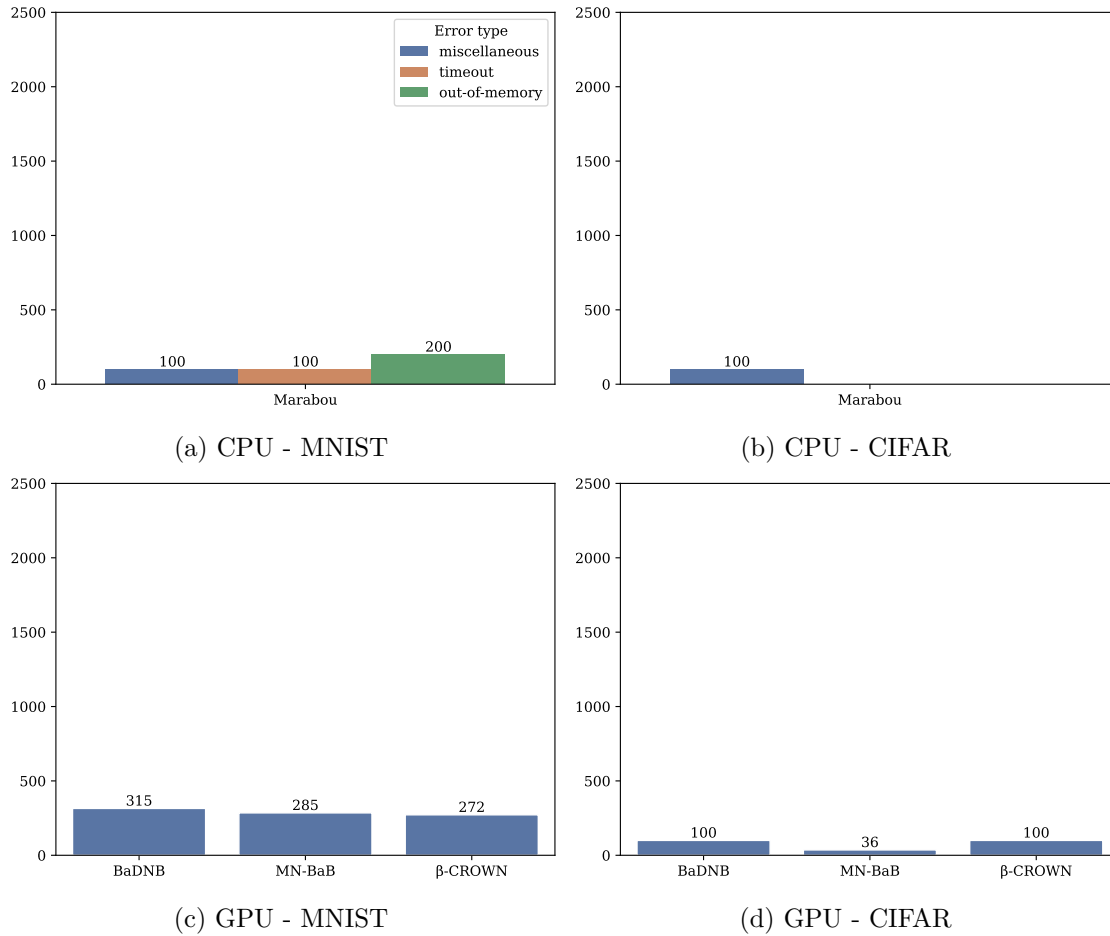 2500
2000
1500
1000
500
0
Error type
miscellaneous
timeout
out-of-memory
100
100
200
Marabou
(a) CPU - MNIST
2500
2000
1500
1000
500
0
100
Marabou
(b) CPU - CIFAR
2500
2000
1500
1000
500
0
315
285
272
BaDNB
MN-BaB
β-CROWN
(c) GPU - MNIST
2500
2000
1500
1000
500
0
100
36
100
BaDNB
MN-BaB
β-CROWN
(d) GPU - CIFAR